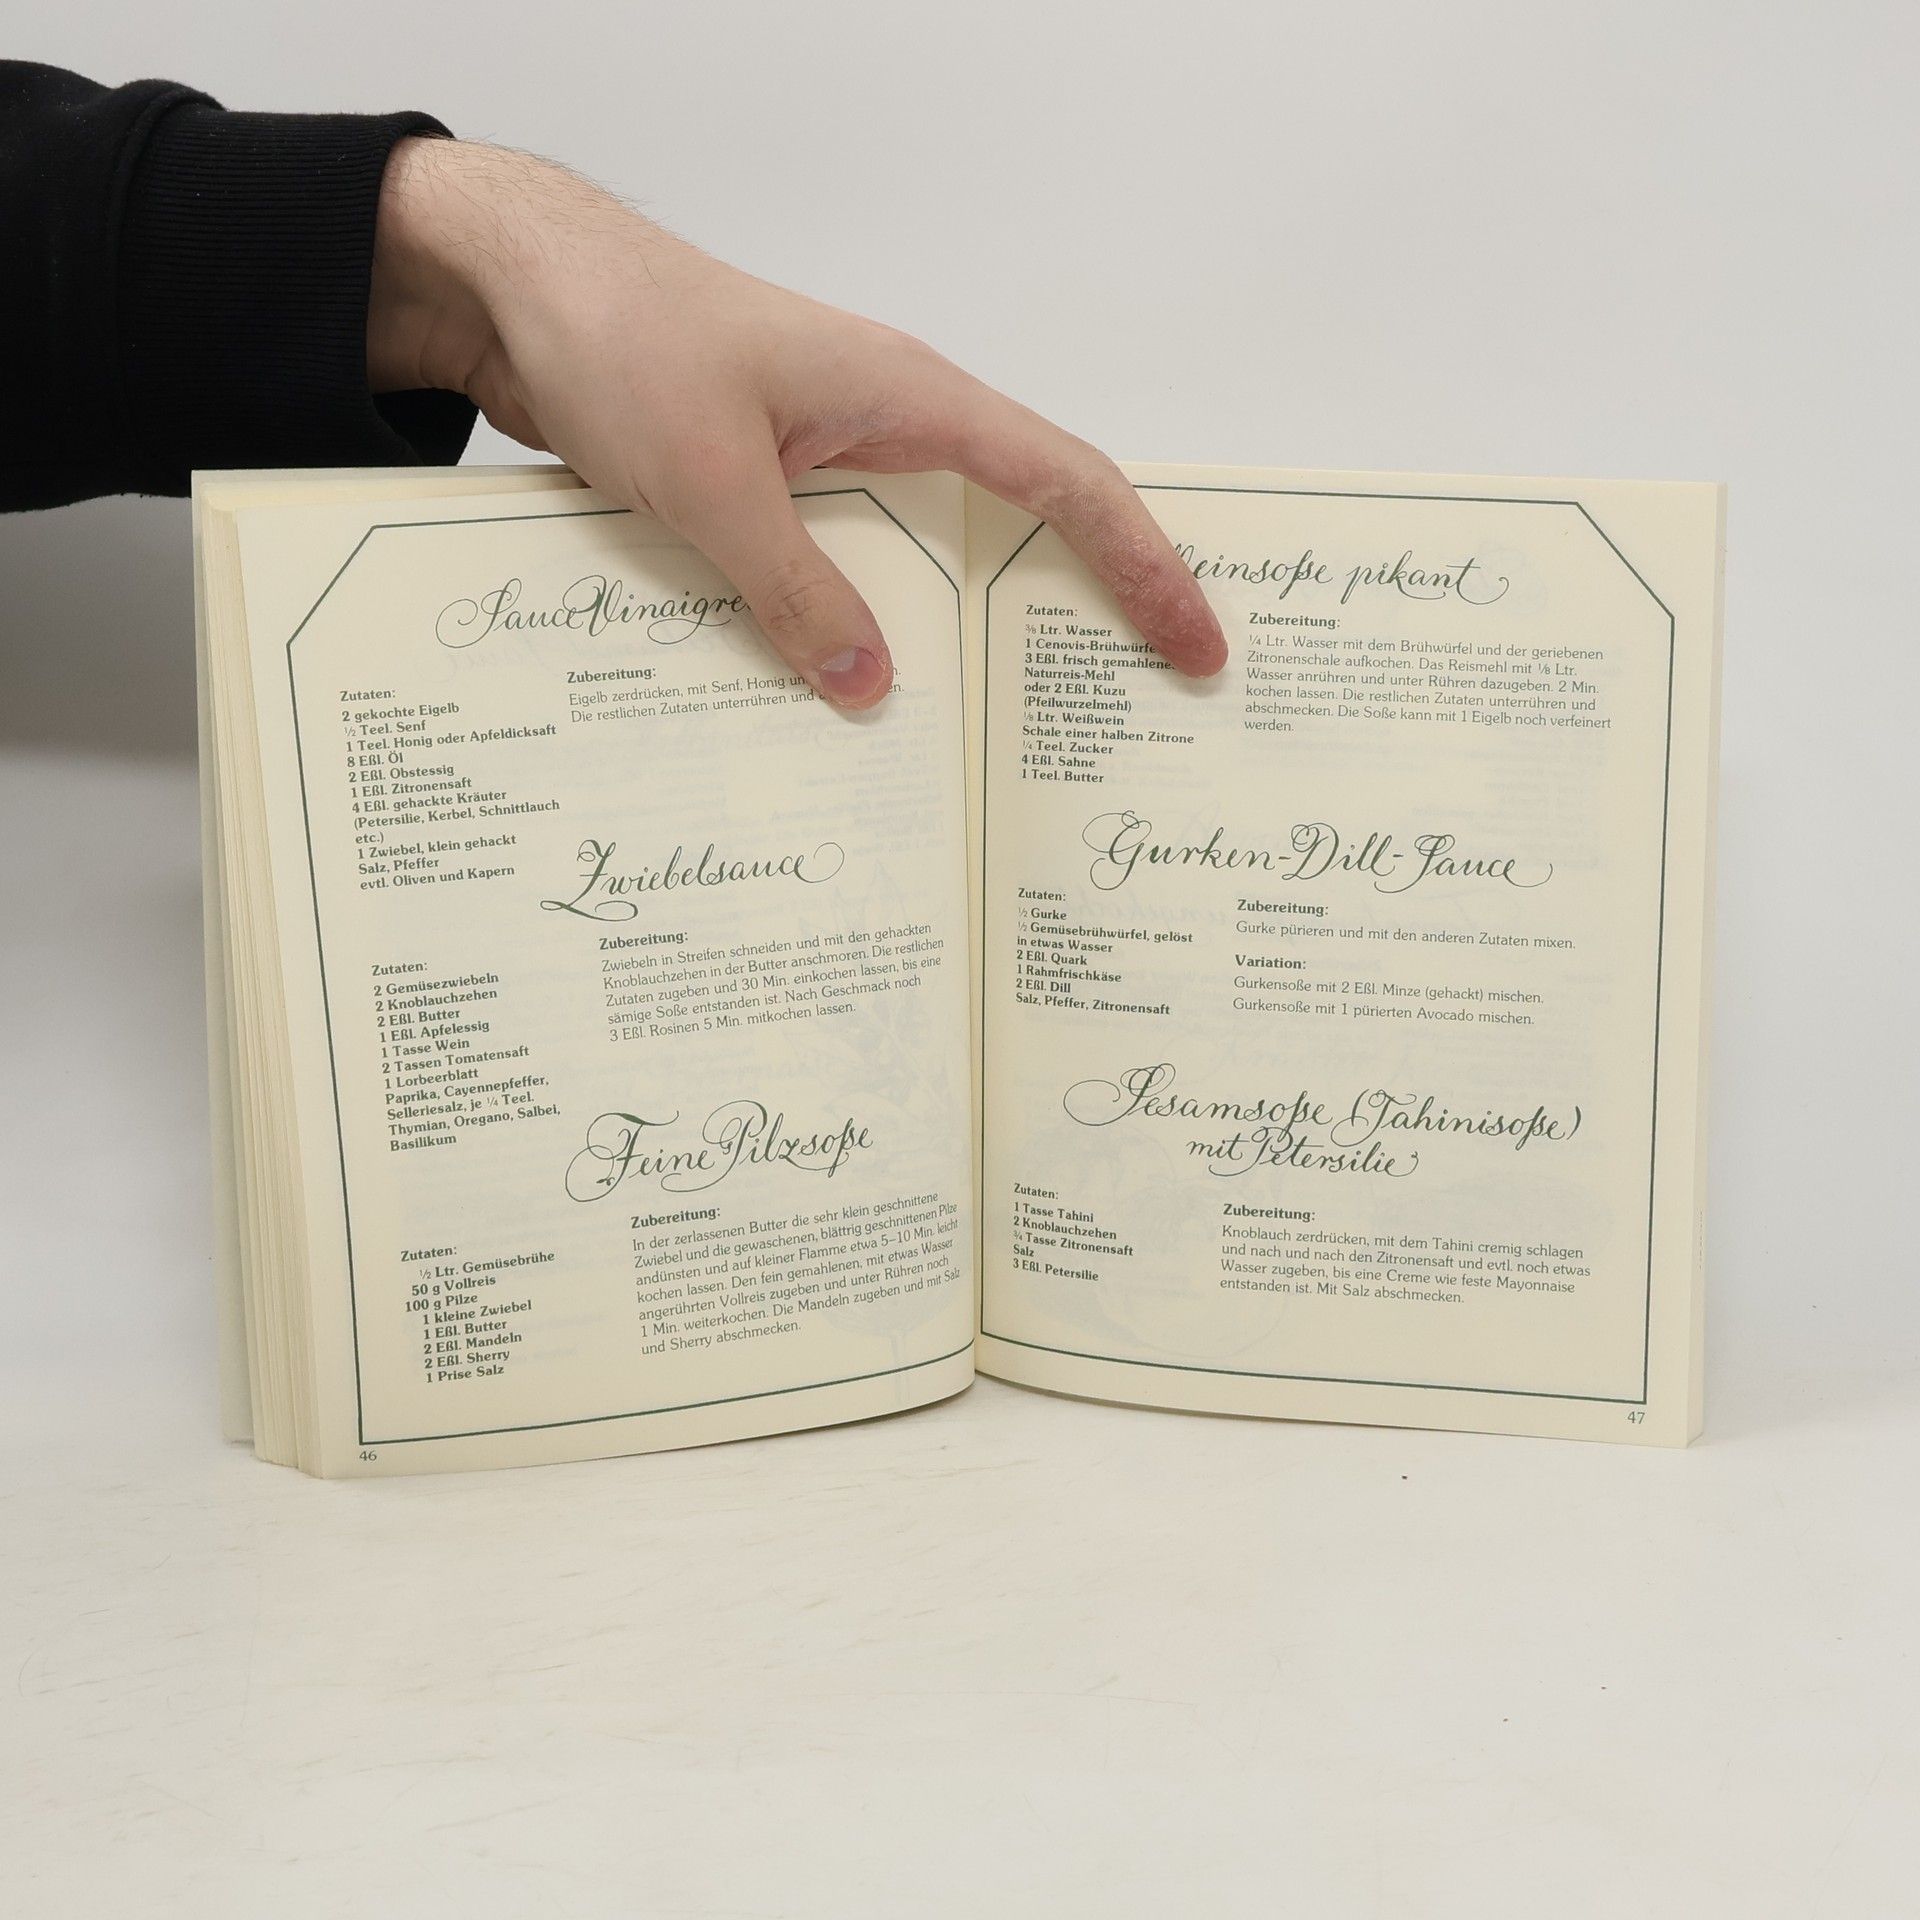 Sauce
Zutaten:
2 gekochte Eigelb
½ Teel. Senf
1 Teel. Honig oder Apfeldicksaft
8 Eßl. Öl
2 Eßl. Obstessig
1 Eßl. Zitronensaft
4 Eßl. gehackte Kräuter
(Petersilie, Kerbel, Schnittlauch
etc.)
1 Zwiebel, klein gehackt
Salz, Pfeffer
evtl. Oliven und Kapern
Zubereitung:
Eigelb zerdrücken, mit Senf, Honig
Die restlichen Zutaten unterrühren und
Zwiebelsauce
Zutaten:
2 Gemüsezwiebeln
2 Knoblauchzehen
2 Eßl. Butter
1 Eßl. Apfelessig
1 Tasse Wein
2 Tassen Tomatensaft
1 Lorbeerblatt
Paprika, Cayennepfeffer,
Selleriesalz, je ¼ Teel.
Thymian, Oregano, Salbei,
Basilikum
Zubereitung:
Zwiebeln in Streifen schneiden und mit den gehackten
Knoblauchzehen in der Butter anschmoren. Die restlichen
Zutaten zugeben und 30 Min. einkochen lassen, bis eine
sämige Soße entstanden ist. Nach Geschmack noch
3 Eßl. Rosinen 5 Min. mitkochen lassen.
Feine Pilzsoße
Zutaten:
½ Ltr. Gemüsebrühe
50 g Vollreis
100 g Pilze
1 kleine Zwiebel
1 Eßl. Butter
2 Eßl. Mandeln
2 Eßl. Sherry
1 Prise Salz
Zubereitung:
In der zerlassenen Butter die sehr klein geschnittene
Zwiebel und die gewaschenen, blättrig geschnittenen Pilze
andünsten und auf kleiner Flamme etwa 5–10 Min. leicht
kochen lassen. Den fein gemahlenen, mit etwas Wasser
angerührten Vollreis zugeben und unter Rühren noch
1 Min. weiterkochen. Die Mandeln zugeben und mit Salz
und Sherry abschmecken.
46
pikant
Zutaten:
⅜ Ltr. Wasser
1
3 Eßl. frisch
Naturreis-Mehl
oder 2 Eßl. Kuzu
(Pfeilwurzelmehl)
⅛ Ltr. Weißwein
Schale einer halben Zitrone
¼ Teel. Zucker
4 Eßl. Sahne
1 Teel. Butter
Zubereitung:
¼ Ltr. Wasser mit dem Brühwürfel und der geriebenen
Zitronenschale aufkochen. Das Reismehl mit ⅛ Ltr.
Wasser anrühren und unter Rühren dazugeben. 2 Min.
kochen lassen. Die restlichen Zutaten unterrühren und
abschmecken. Die Soße kann mit 1 Eigelb noch verfeinert
werden.
Gurken-Dill-Sauce
Zutaten:
½ Gurke
½ Gemüsebrühwürfel, gelöst
in etwas Wasser
2 Eßl. Quark
1 Rahmfrischkäse
2 Eßl. Dill
Salz, Pfeffer, Zitronensaft
Zubereitung:
Gurke pürieren und mit den anderen Zutaten mixen.
Variation:
Gurkensoße mit 2 Eßl. Minze (gehackt) mischen.
Gurkensoße mit 1 pürierten Avocado mischen.
Sesamsoße (Tahinisoße)
mit Petersilie
Zutaten:
1 Tasse Tahini
2 Knoblauchzehen
¾ Tasse Zitronensaft
Salz
3 Eßl. Petersilie
Zubereitung:
Knoblauch zerdrücken, mit dem Tahini cremig schlagen
und nach und nach den Zitronensaft und evtl. noch etwas
Wasser zugeben, bis eine Creme wie feste Mayonnaise
entstanden ist. Mit Salz abschmecken.
47